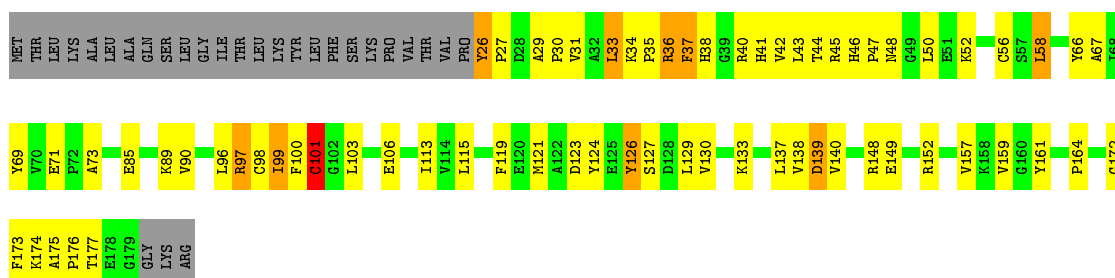 MET THR LEU LYS ALA LEU ALA GLN SER LEU GLY ILE THR LEU LYS TYR LEU PHE SER LYS PRO VAL THR VAL PRO Y26 P27 D28 A29 P30 V31 A32 L33 K34 P35 R36 F37 H38 G39 R40 H41 V42 L43 T44 R45 H46 P47 N48 G49 L50 E51 K52 C56 S57 L58 Y66 A67 I68
Y69 V70 E71 P72 A73 E85 K89 V90 L96 R97 C98 I99 F100 C101 G102 L103 E106 I113 V114 L115 F119 E120 M121 A122 D123 Y124 E125 Y126 S127 D128 L129 V130 K133 L137 V138 D139 V140 R148 E149 R152 V157 K158 V159 G160 Y161 P164 G172
F173 K174 A175 P176 T177 E178 G179 GLY LYS ARG